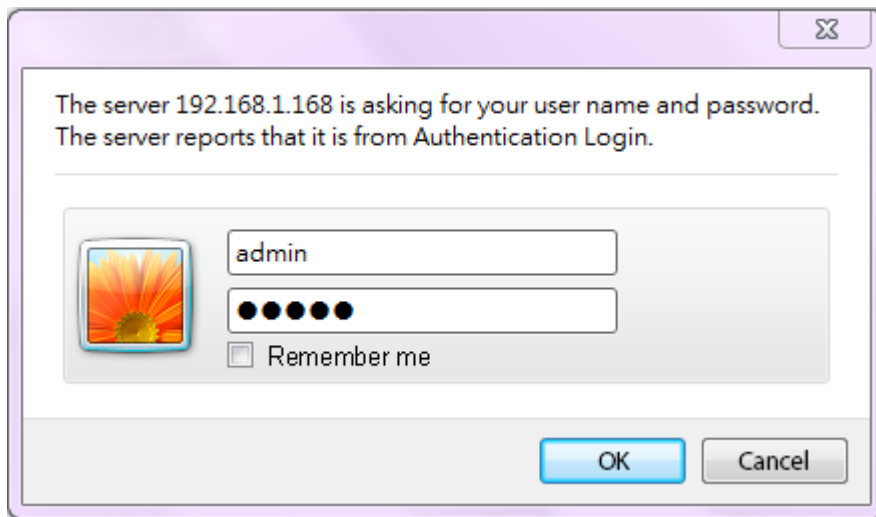 The server 192.168.1.168 is asking for your user name and password.
The server reports that it is from Authentication Login.
admin
●●●●●
Remember me
OK
Cancel